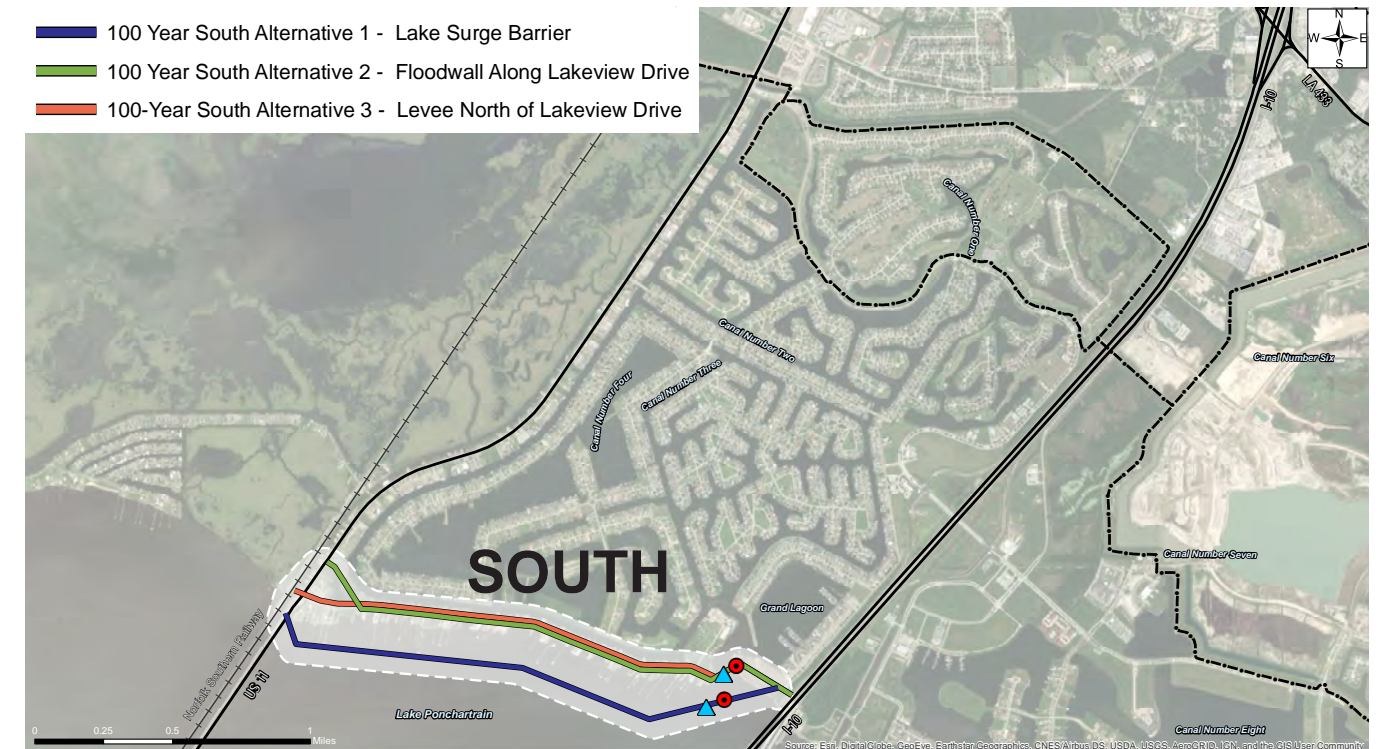 100 Year South Alternative 1 - Lake Surge Barrier
100 Year South Alternative 2 - Floodwall Along Lakeview Drive
100-Year South Alternative 3 - Levee North of Lakeview Drive
N
W E
S
I-10
LA 433
Canal Number One
Canal Number Two
Canal Number Three
Canal Number Four
Canal Number Six
Canal Number Seven
SOUTH
Grand Lagoon
Norfolk Southern Railway
US 11
Lake Ponchartrain
I-10
Canal Number Eight
0 0.25 0.5 1
Miles
Source: Esri, DigitalGlobe, GeoEye, Earthstar Geographics, CNES/Airbus DS, USDA, USGS, AeroGRID, IGN, and the GIS User Community